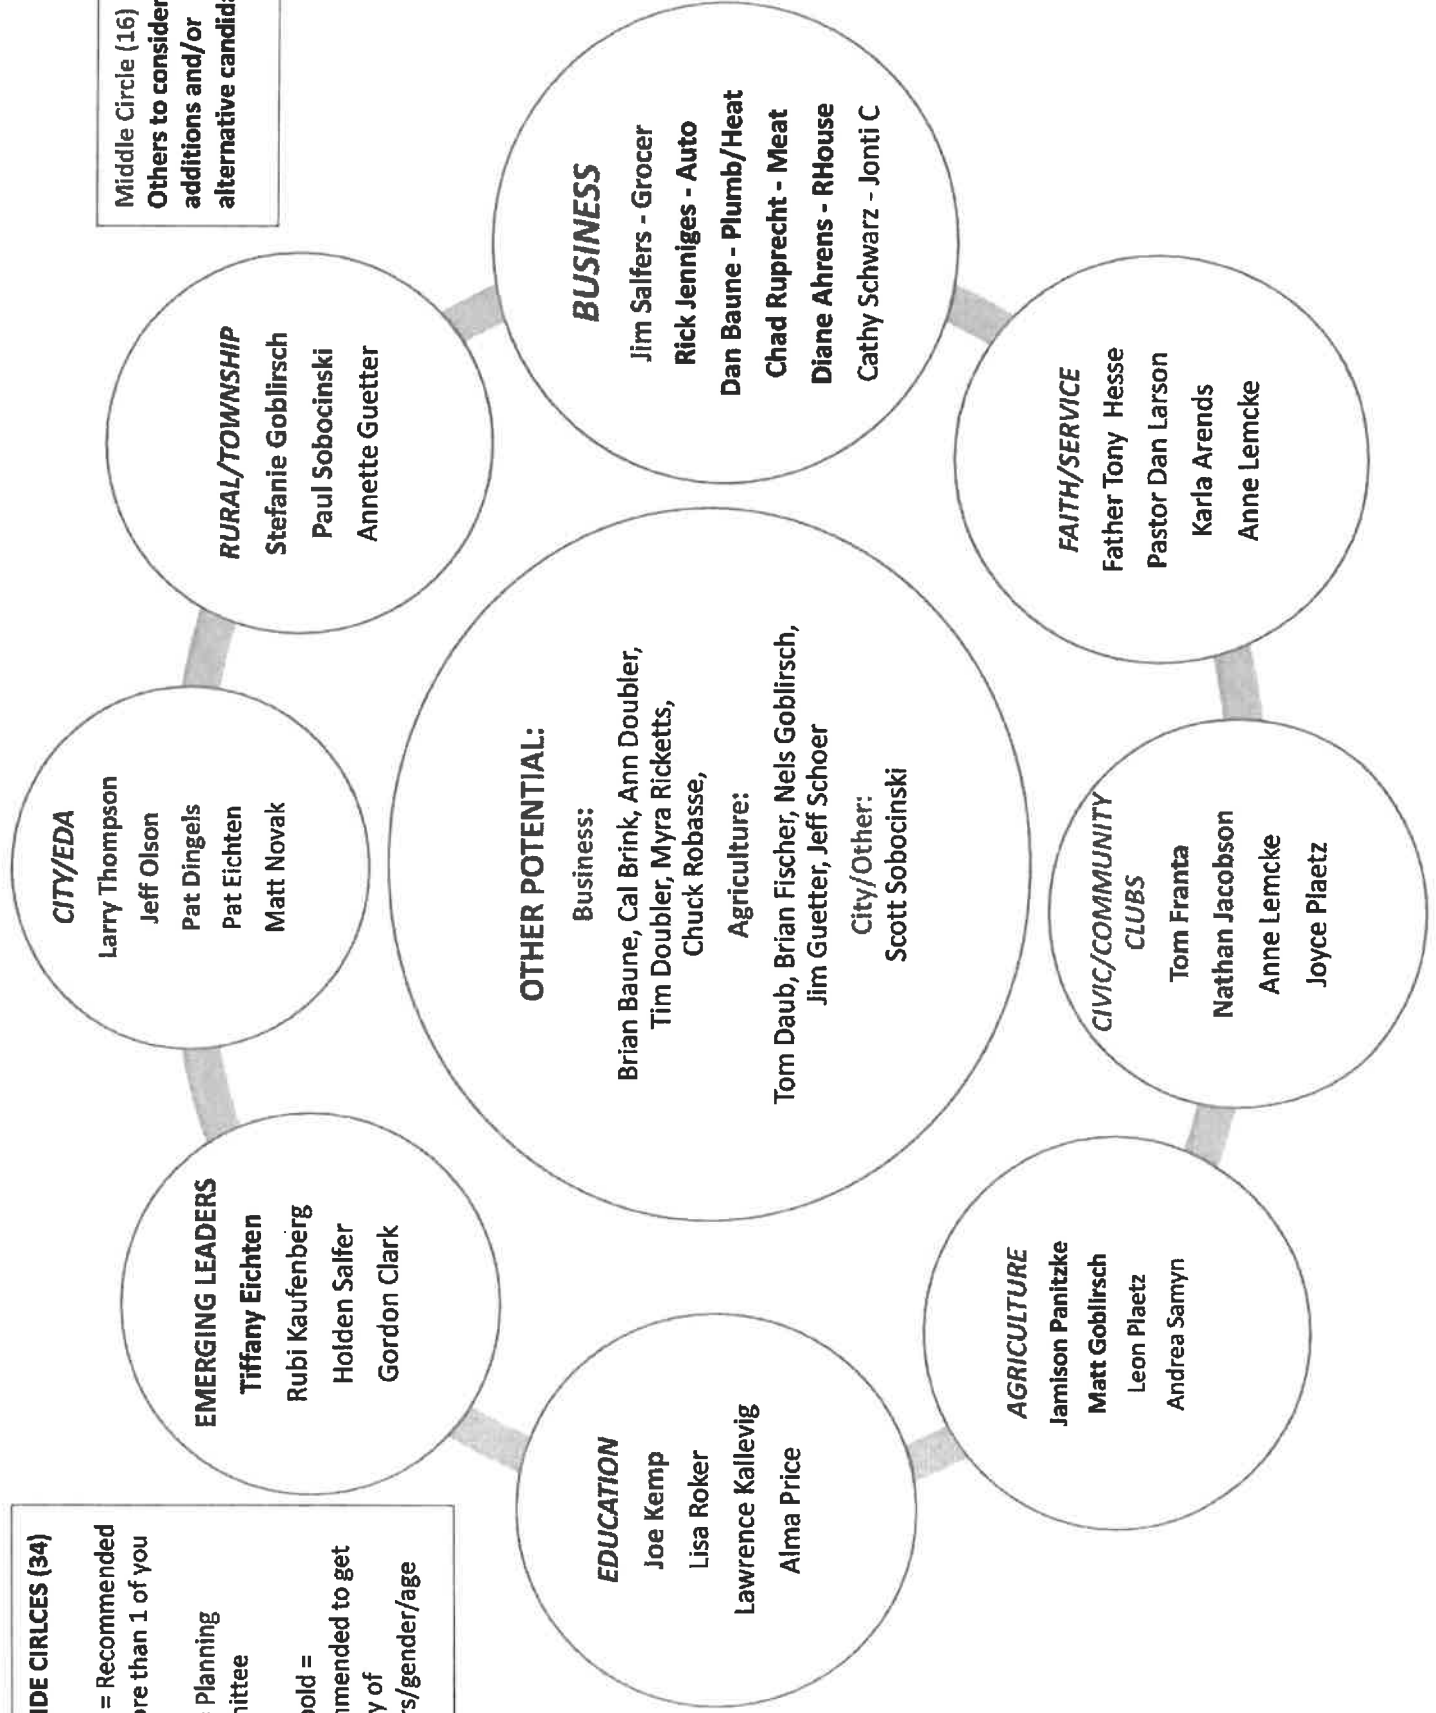 IDE CIRLCES (34)
= Recommended
re than 1 of you
Planning
mittee
bold =
mmended to get
y of
rs/gender/age
Middle Circle (16)
Others to consider
additions and/or
alternative candida
CITY/EDA
Larry Thompson
Jeff Olson
Pat Dingels
Pat Eichten
Matt Novak
EMERGING LEADERS
Tiffany Eichten
Rubi Kaufenberg
Holden Salfer
Gordon Clark
RURAL/TOWNSHIP
Stefanie Goblirsch
Paul Sobocinski
Annette Guetter
EDUCATION
Joe Kemp
Lisa Roker
Lawrence Kallevig
Alma Price
OTHER POTENTIAL:
Business:
Brian Baune, Cal Brink, Ann Doubler,
Tim Doubler, Myra Ricketts,
Chuck Robasse,
Agriculture:
Tom Daub, Brian Fischer, Nels Goblirsch,
Jim Guetter, Jeff Schoer
City/Other:
Scott Sobocinski
BUSINESS
Jim Salfers - Grocer
Rick Jenniges - Auto
Dan Baune - Plumb/Heat
Chad Ruprecht - Meat
Diane Ahrens - RHouse
Cathy Schwarz - Jonti C
AGRICULTURE
Jamison Panitzke
Matt Goblirsch
Leon Plaetz
Andrea Samyn
CIVIC/COMMUNITY
CLUBS
Tom Franta
Nathan Jacobson
Anne Lemcke
Joyce Plaetz
FAITH/SERVICE
Father Tony Hesse
Pastor Dan Larson
Karla Arends
Anne Lemcke